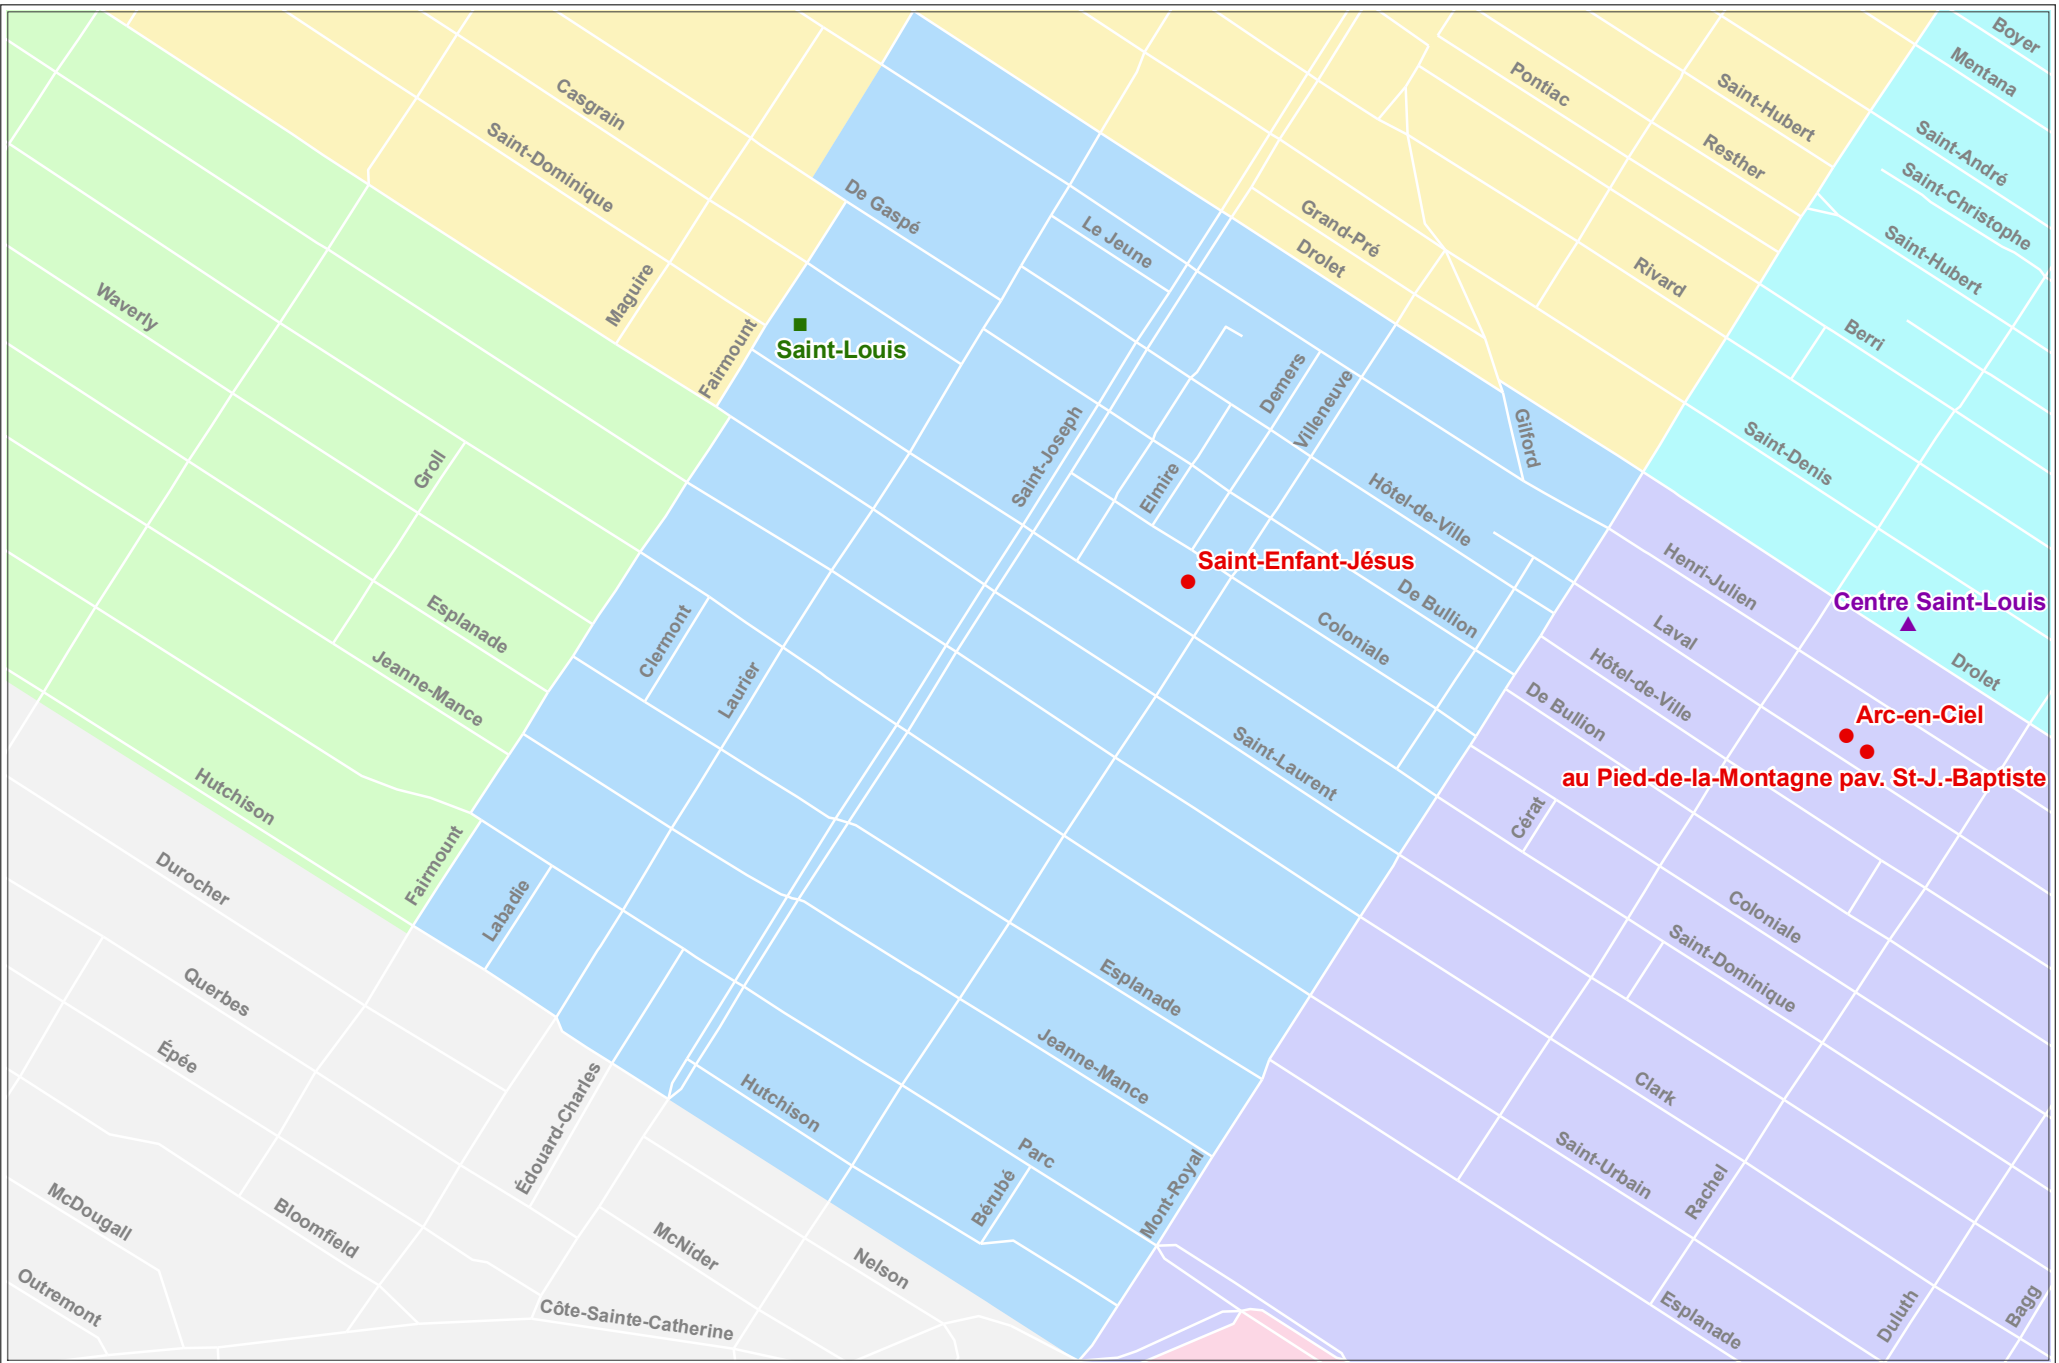 Boyer
Mentana
Pontiac
Saint-Hubert
Casgrain
Saint-Dominique
Resther
Saint-André
Saint-Christophe
De Gaspé
Le Jeune
Grand-Pré
Drolet
Rivard
Saint-Hubert
Waverly
Maguire
Fairmount
Saint-Louis
Berri
Demers
Villeneuve
Gilford
Saint-Denis
Groll
Saint-Joseph
Elmire
Hôtel-de-Ville
Saint-Enfant-Jésus
Henri-Julien
Centre Saint-Louis
Esplanade
Clermont
De Bullion
Coloniale
Laval
Drolet
Jeanne-Mance
Laurier
Hôtel-de-Ville
De Bullion
Arc-en-Ciel
Saint-Laurent
au Pied-de-la-Montagne pav. St-J.-Baptiste
Hutchison
Cérat
Fairmount
Durocher
Labadie
Coloniale
Saint-Dominique
Querbes
Esplanade
Épée
Jeanne-Mance
Clark
Hutchison
Édouard-Charles
Parc
Saint-Urbain
Rachel
McDougall
Bloomfield
McNider
Bérubé
Mont-Royal
Nelson
Outremont
Côte-Sainte-Catherine
Esplanade
Duluth
Bagg